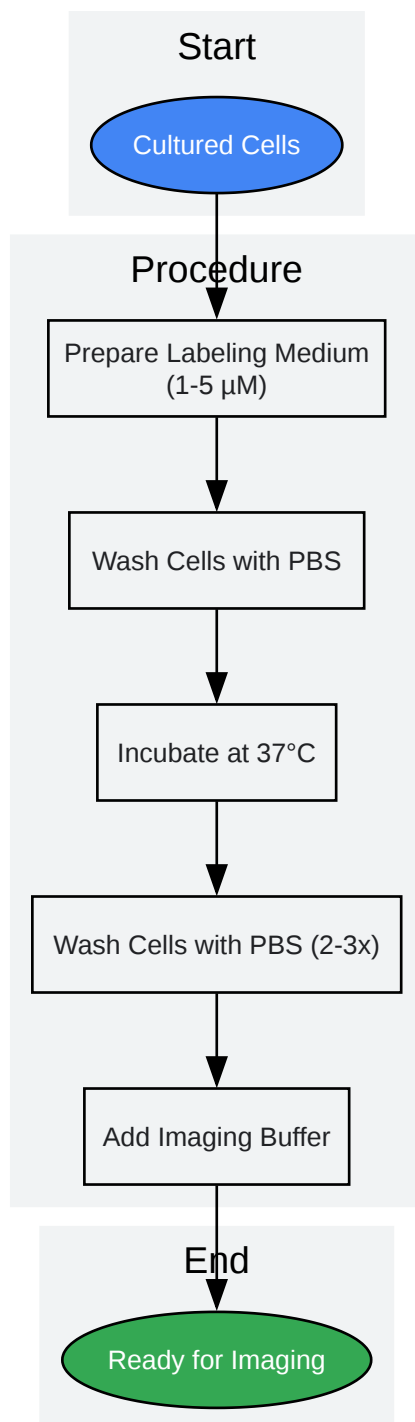 Start
Cultured Cells
Procedure
Prepare Labeling Medium
(1-5 µM)
Wash Cells with PBS
Incubate at 37°C
Wash Cells with PBS (2-3x)
Add Imaging Buffer
End
Ready for Imaging